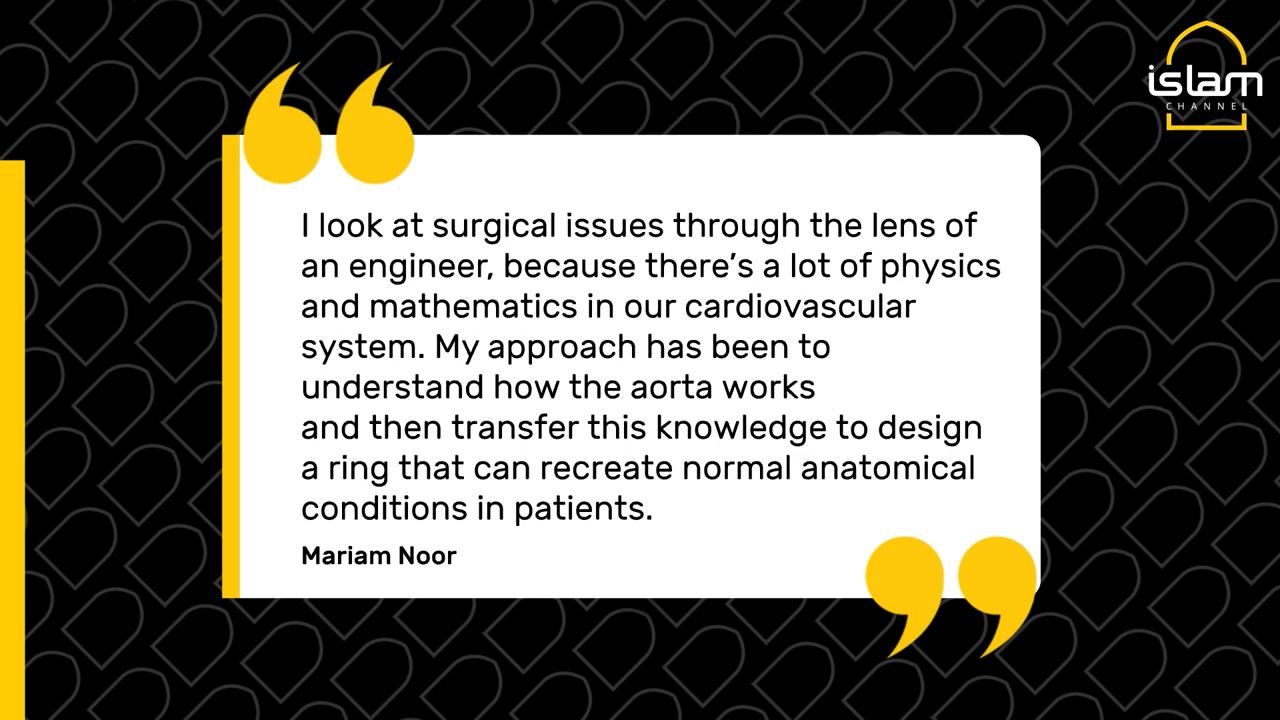 islam
CHANNEL
I look at surgical issues through the lens of
an engineer, because there’s a lot of physics
and mathematics in our cardiovascular
system. My approach has been to
understand how the aorta works
and then transfer this knowledge to design
a ring that can recreate normal anatomical
conditions in patients.
Mariam Noor